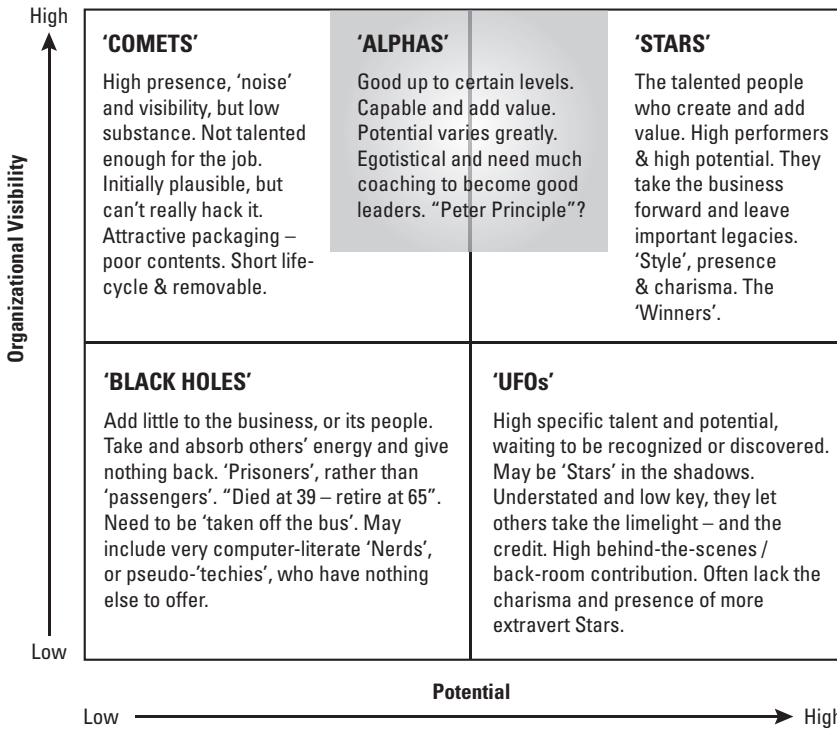 High
Organizational Visibility
Low
‘COMETS’
High presence, ‘noise’
and visibility, but low
substance. Not talented
enough for the job.
Initially plausible, but
can’t really hack it.
Attractive packaging –
poor contents. Short life-
cycle & removable.
‘ALPHAS’
Good up to certain levels.
Capable and add value.
Potential varies greatly.
Egotistical and need much
coaching to become good
leaders. “Peter Principle”?
‘STARS’
The talented people
who create and add
value. High performers
& high potential. They
take the business
forward and leave
important legacies.
‘Style’, presence
& charisma. The
‘Winners’.
‘BLACK HOLES’
Add little to the business, or its people.
Take and absorb others’ energy and give
nothing back. ‘Prisoners’, rather than
‘passengers’. “Died at 39 – retire at 65”.
Need to be ‘taken off the bus’. May
include very computer-literate ‘Nerds’,
or pseudo-’techies’, who have nothing
else to offer.
‘UFOs’
High specific talent and potential,
waiting to be recognized or discovered.
May be ‘Stars’ in the shadows.
Understated and low key, they let
others take the limelight – and the
credit. High behind-the-scenes /
back-room contribution. Often lack the
charisma and presence of more
extravert Stars.
Potential
Low
High